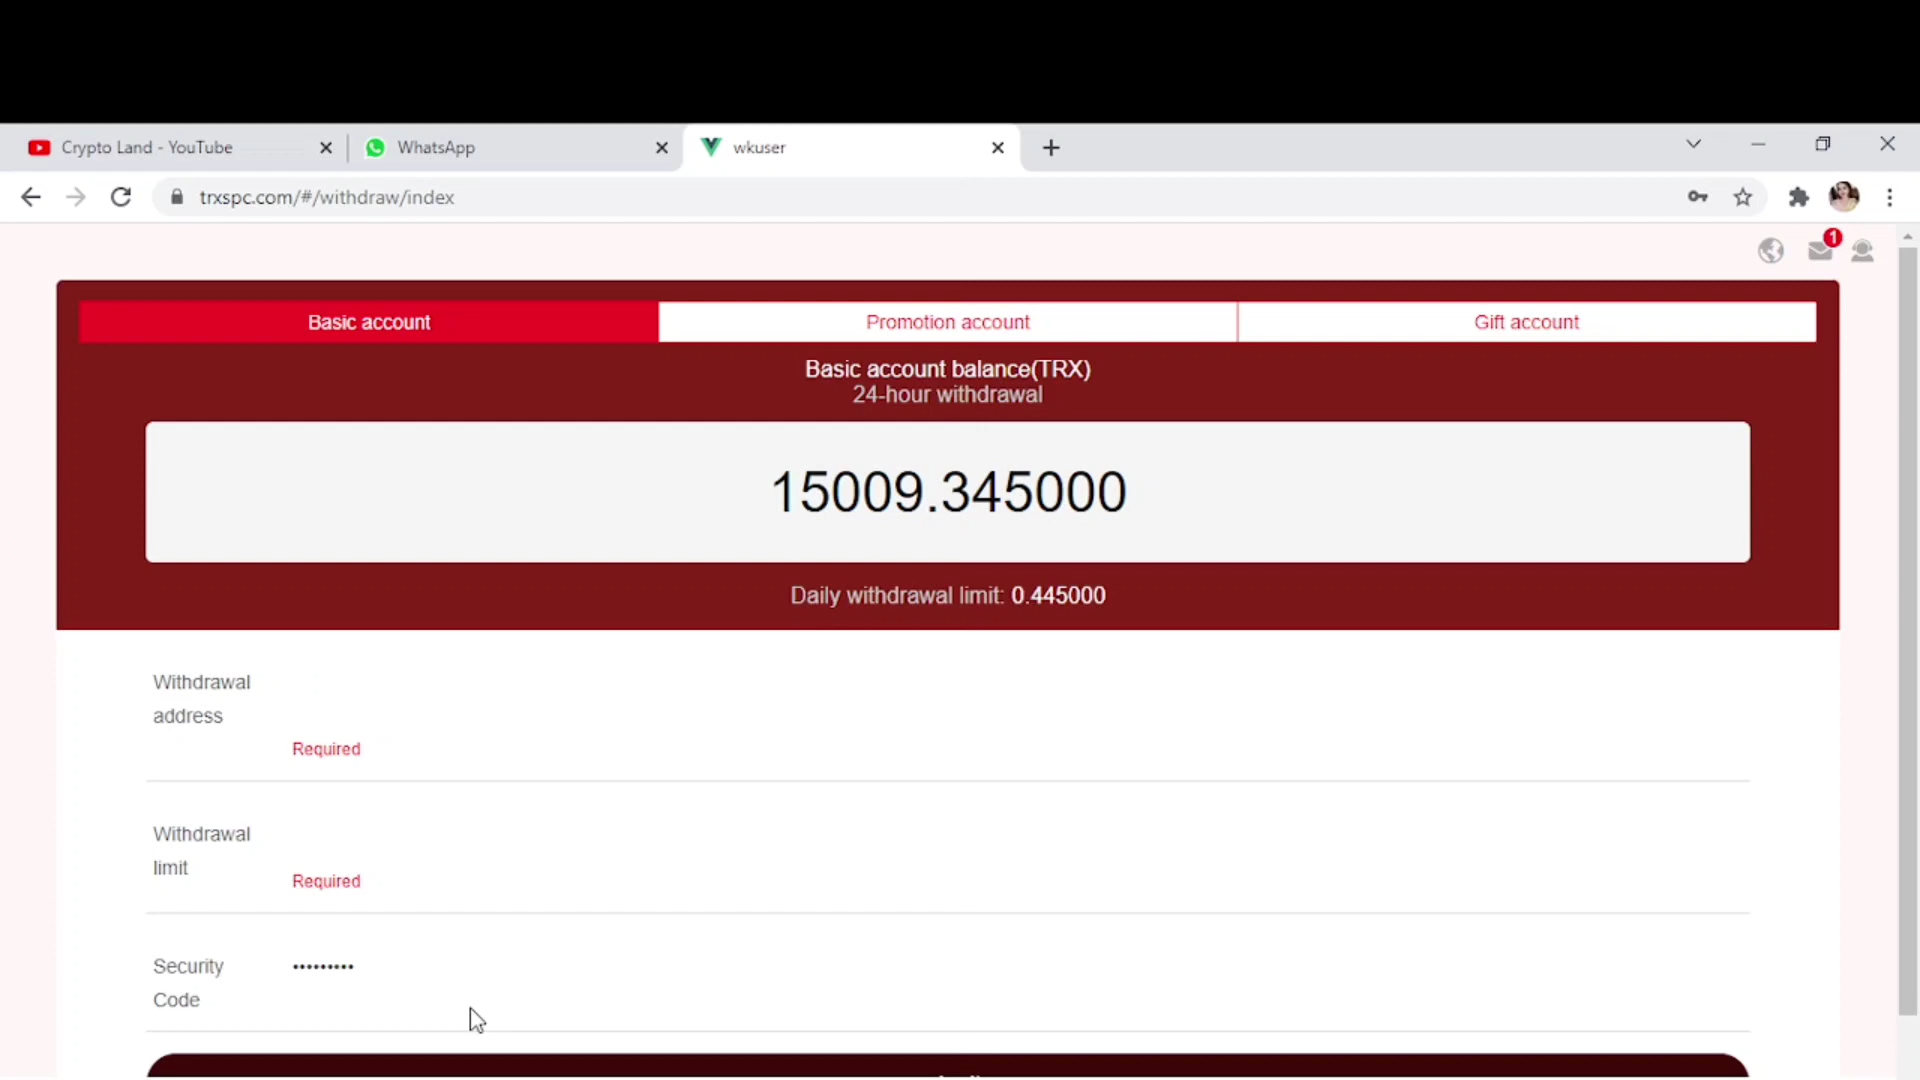 Crypto Land - YouTube
WhatsApp
wkuser
trxspc.com/#/withdraw/index
1
Basic account
Promotion account
Gift account
Basic account balance(TRX)
24-hour withdrawal
15009.345000
Daily withdrawal limit: 0.445000
Withdrawal
address
Required
Withdrawal
limit
Required
Security
Code
•••••••••